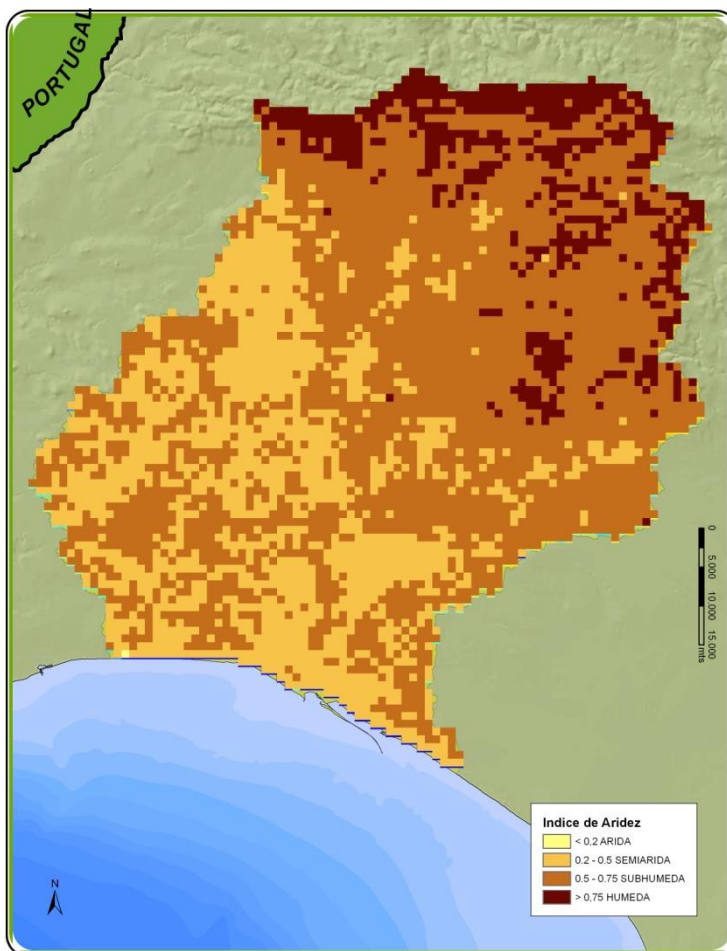 PORTUGAL
0
5.000
10.000
15.000
mts
Indice de Aridez
< 0,2 ARIDA
0.2 - 0.5 SEMIARIDA
0.5 - 0.75 SUBHUMEDA
> 0,75 HUMEDA
N